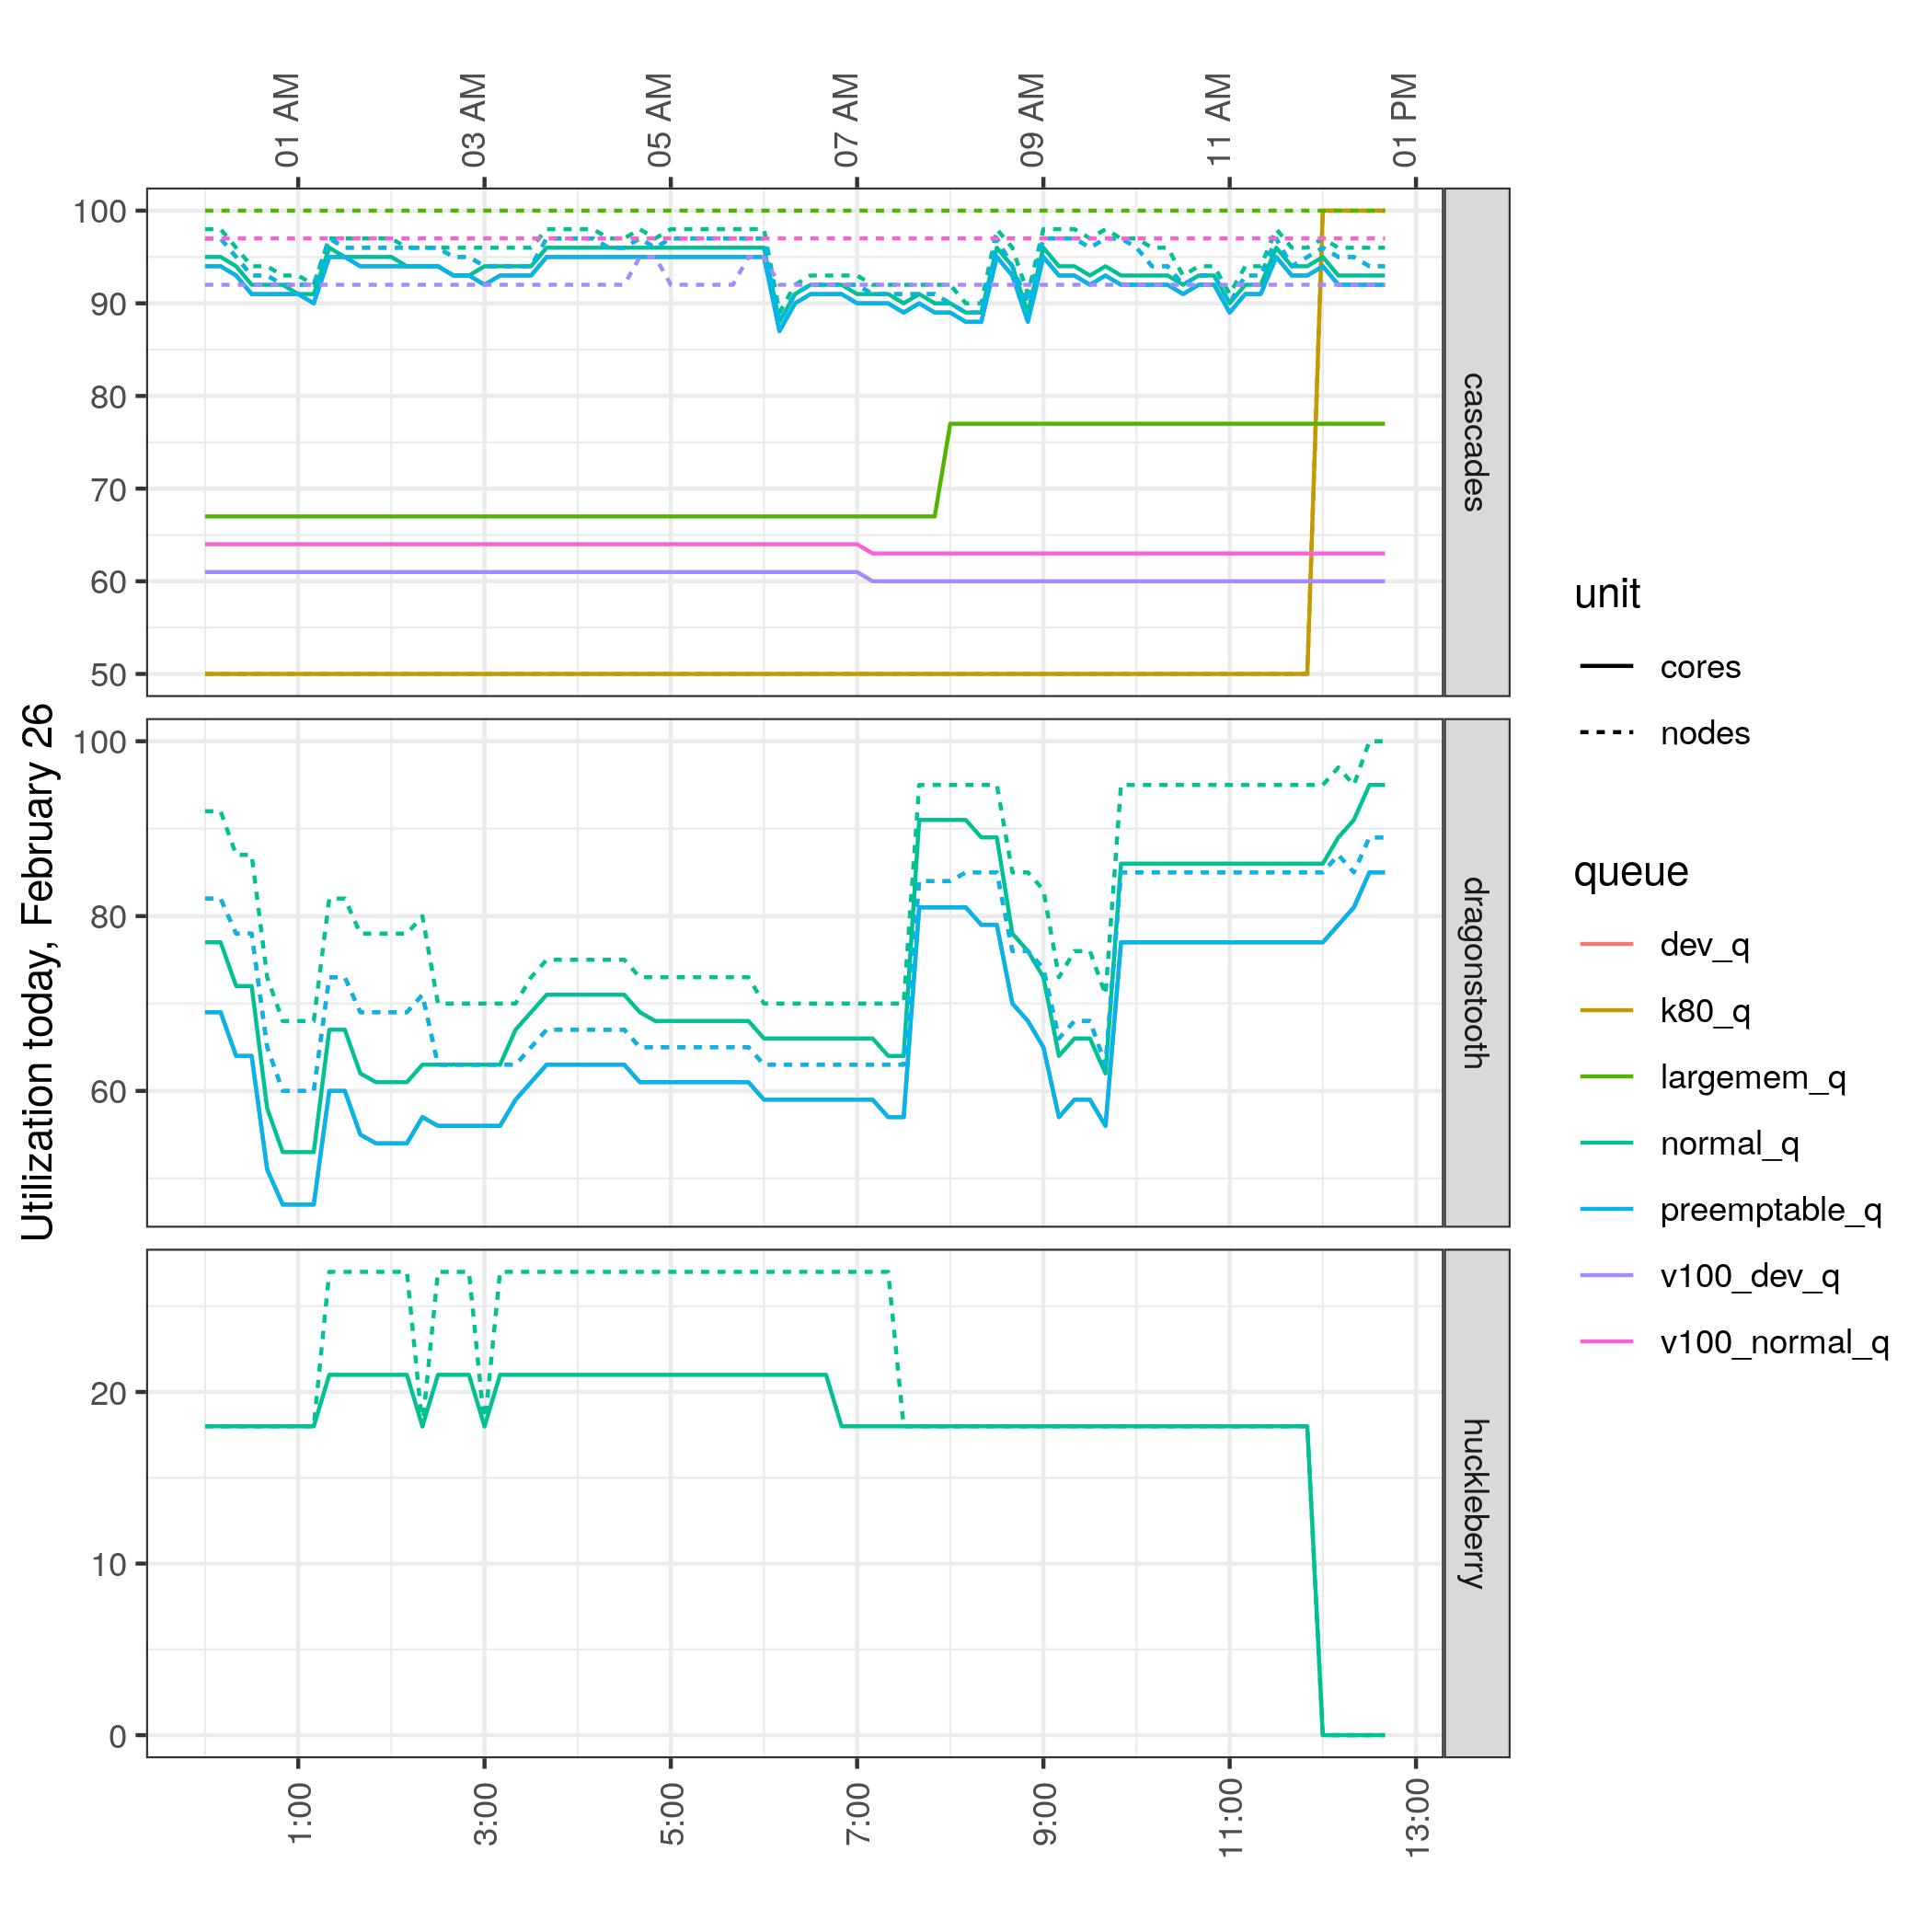 01 AM
03 AM
05 AM
07 AM
09 AM
11 AM
01 PM
Utilization today, February 26
100
90
80
70
60
50
cascades
100
80
60
dragonstooth
20
10
0
huckleberry
1:00
3:00
5:00
7:00
9:00
11:00
13:00
unit
cores
nodes
queue
dev_q
k80_q
largemem_q
normal_q
preemptable_q
v100_dev_q
v100_normal_q